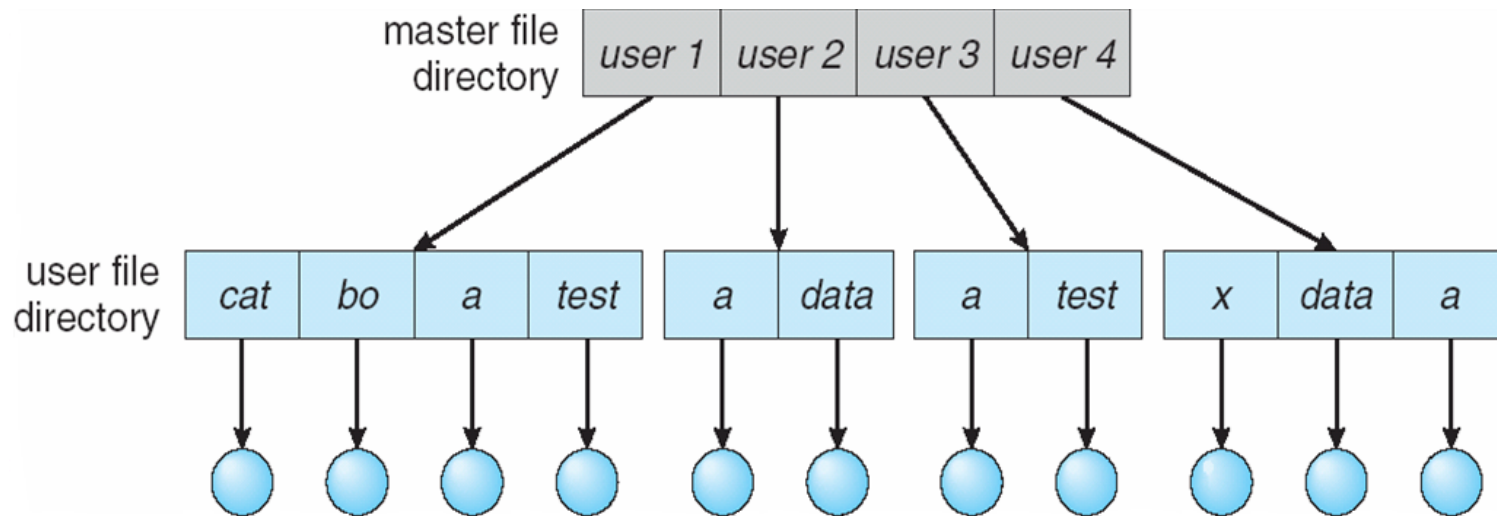 master file directory
user 1 user 2 user 3 user 4
user file directory
cat bo a test a data a test x data a